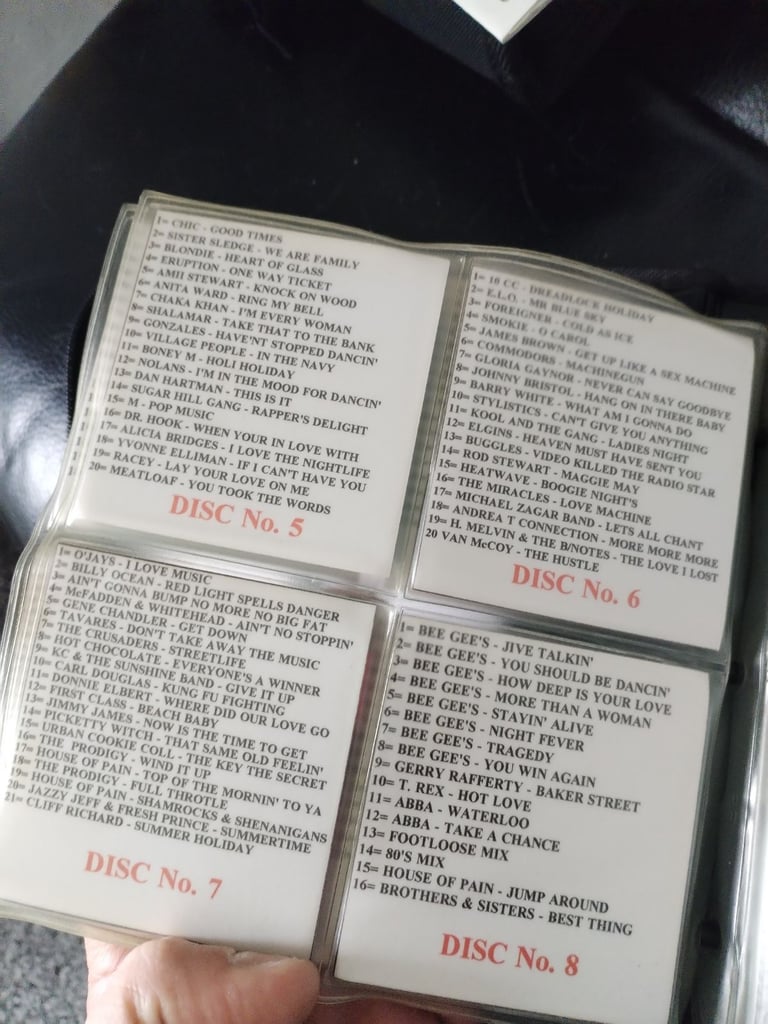 1= CHIC - GOOD TIMES
2= SISTER SLEDGE - WE ARE FAMILY
3= BLONDIE - HEART OF GLASS
4= ERUPTION - ONE WAY TICKET
5= AMII STEWART - KNOCK ON WOOD
6= ANITA WARD - RING MY BELL
7= CHAKA KHAN - I'M EVERY WOMAN
8= SHALAMAR - TAKE THAT TO THE BANK
9= GONZALES - HAVE'NT STOPPED DANCIN'
10= VILLAGE PEOPLE - IN THE NAVY
11= BONEY M - HOLI HOLIDAY
12= NOLANS - I'M IN THE MOOD FOR DANCIN'
13= DAN HARTMAN - THIS IS IT
14= SUGAR HILL GANG - RAPPER'S DELIGHT
15= M - POP MUSIC
16= DR. HOOK - WHEN YOUR IN LOVE WITH
17= ALICIA BRIDGES - I LOVE THE NIGHTLIFE
18= YVONNE ELLIMAN - IF I CAN'T HAVE YOU
19= RACEY - LAY YOUR LOVE ON ME
20= MEATLOAF - YOU TOOK THE WORDS
DISC No. 5
1= 10 CC - DREADLOCK HOLIDAY
2= E.L.O. - MR BLUE SKY
3= FOREIGNER - COLD AS ICE
4= SMOKIE - O CAROL
5= JAMES BROWN - GET UP LIKE A SEX MACHINE
6= COMMODORS - MACHINEGUN
7= GLORIA GAYNOR - NEVER CAN SAY GOODBYE
8= JOHNNY BRISTOL - HANG ON IN THERE BABY
9= BARRY WHITE - WHAT AM I GONNA DO
10= STYLISTICS - CAN'T GIVE YOU ANYTHING
11= KOOL AND THE GANG - LADIES NIGHT
12= ELGINS - HEAVEN MUST HAVE SENT YOU
13= BUGGLES - VIDEO KILLED THE RADIO STAR
14= ROD STEWART - MAGGIE MAY
15= HEATWAVE - BOOGIE NIGHT'S
16= THE MIRACLES - LOVE MACHINE
17= MICHAEL ZAGAR BAND - LETS ALL CHANT
18= ANDREA T CONNECTION - MORE MORE MORE
19= H. MELVIN & THE B/NOTES - THE LOVE I LOST
20 VAN McCOY - THE HUSTLE
DISC No. 6
1= O'JAYS - I LOVE MUSIC
2= BILLY OCEAN - RED LIGHT SPELLS DANGER
3= AIN'T GONNA BUMP NO MORE NO BIG FAT
4= McFADDEN & WHITEHEAD - AIN'T NO STOPPIN'
5= GENE CHANDLER - GET DOWN
6= TAVARES - DON'T TAKE AWAY THE MUSIC
7= THE CRUSADERS - STREETLIFE
8= HOT CHOCOLATE - EVERYONE'S A WINNER
9= KC & THE SUNSHINE BAND - GIVE IT UP
10= CARL DOUGLAS - KUNG FU FIGHTING
11= DONNIE ELBERT - WHERE DID OUR LOVE GO
12= FIRST CLASS - BEACH BABY
13= JIMMY JAMES - NOW IS THE TIME TO GET
14= PICKETTY WITCH - THAT SAME OLD FEELIN'
15= URBAN COOKIE COLL - THE KEY THE SECRET
16= THE PRODIGY - WIND IT UP
17= HOUSE OF PAIN - TOP OF THE MORNIN' TO YA
18= THE PRODIGY - FULL THROTLE
19= HOUSE OF PAIN - SHAMROCKS & SHENANIGANS
20= JAZZY JEFF & FRESH PRINCE - SUMMERTIME
21= CLIFF RICHARD - SUMMER HOLIDAY
DISC No. 7
1= BEE GEE'S - JIVE TALKIN'
2= BEE GEE'S - YOU SHOULD BE DANCIN'
3= BEE GEE'S - HOW DEEP IS YOUR LOVE
4= BEE GEE'S - MORE THAN A WOMAN
5= BEE GEE'S - STAYIN' ALIVE
6= BEE GEE'S - NIGHT FEVER
7= BEE GEE'S - TRAGEDY
8= BEE GEE'S - YOU WIN AGAIN
9= GERRY RAFFERTY - BAKER STREET
10= T. REX - HOT LOVE
11= ABBA - WATERLOO
12= ABBA - TAKE A CHANCE
13= FOOTLOOSE MIX
14= 80'S MIX
15= HOUSE OF PAIN - JUMP AROUND
16= BROTHERS & SISTERS - BEST THING
DISC No. 8